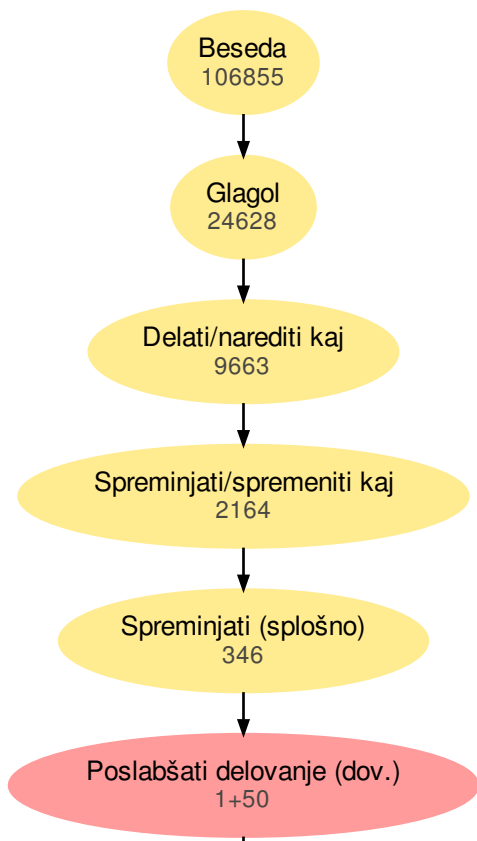 Beseda
106855
Glagol
24628
Delati/narediti kaj
9663
Spreminjati/spremeniti kaj
2164
Spreminjati (splošno)
346
Poslabšati delovanje (dov.)
1+50